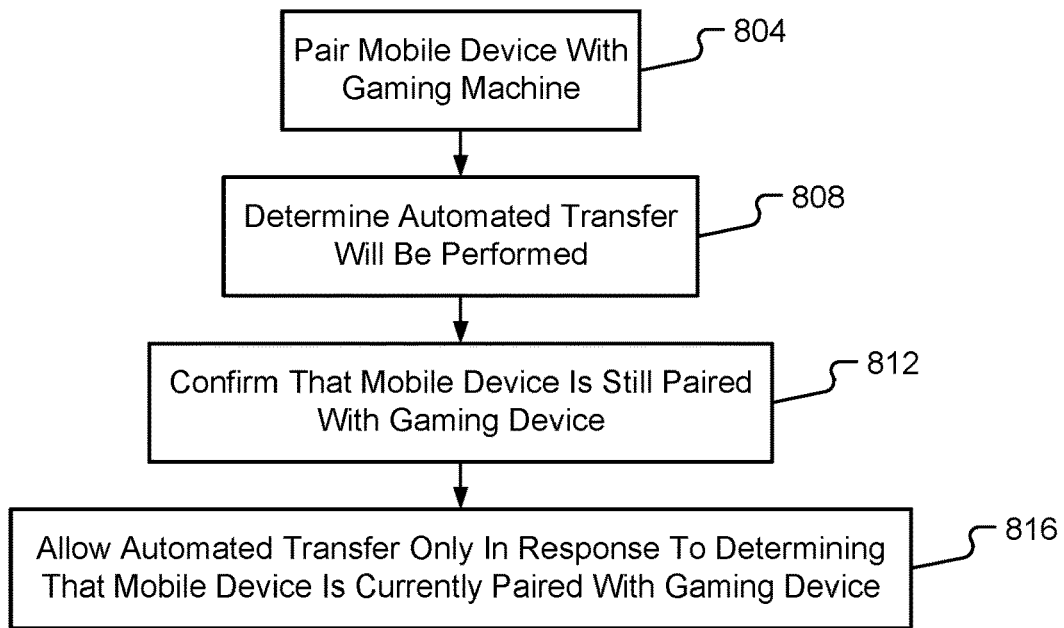 Pair Mobile Device With
Gaming Machine
804
Determine Automated Transfer
Will Be Performed
808
Confirm That Mobile Device Is Still Paired
With Gaming Device
812
Allow Automated Transfer Only In Response To Determining
That Mobile Device Is Currently Paired With Gaming Device
816